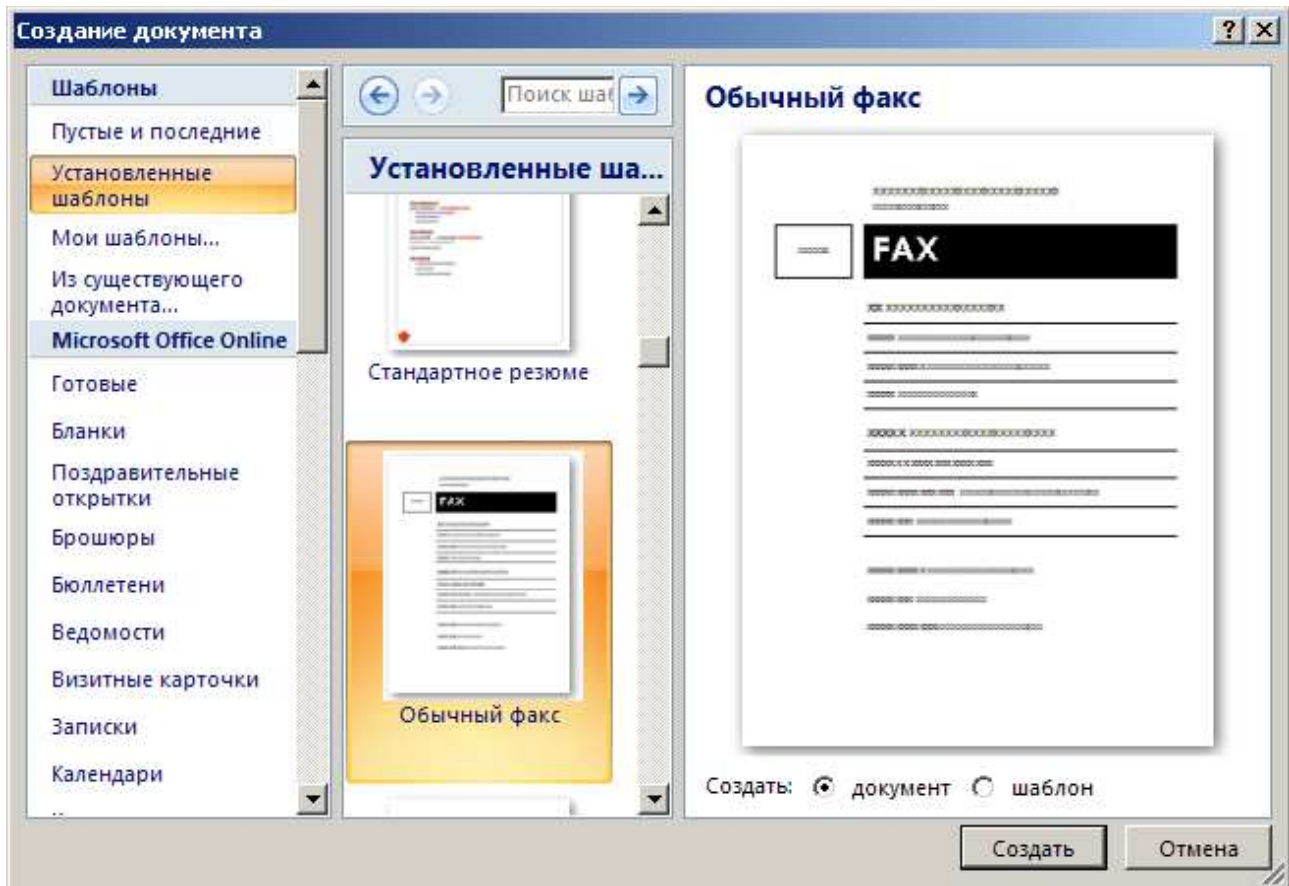 Создание документа
Шаблоны
Пустые и последние
Установленные
шаблоны
Мои шаблоны...
Из существующего
документа...
Microsoft Office Online
Готовые
Бланки
Поздравительные
открытки
Брошюры
Бюллетени
Ведомости
Визитные карточки
Записки
Календари
Поиск
Установленные ша...
Стандартное резюме
FAX
Обычный факс
Обычный факс
FAX
Создать: документ шаблон
Создать Отмена